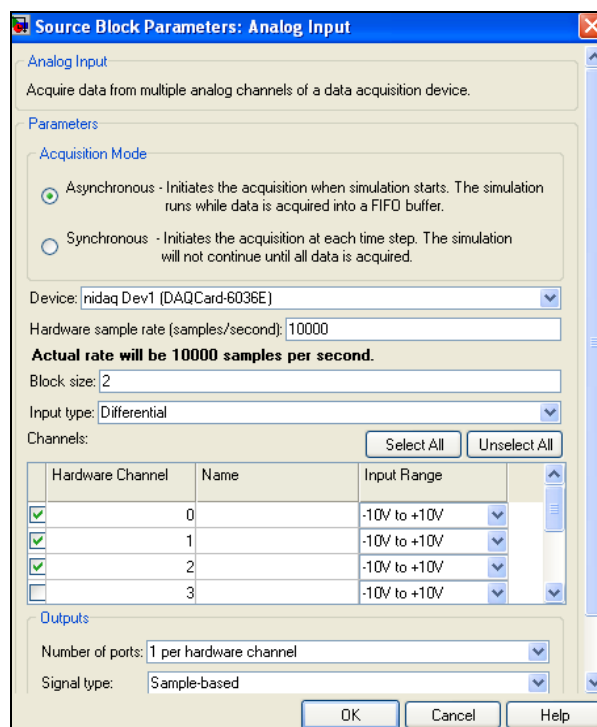 Source Block Parameters: Analog Input
Analog Input
Acquire data from multiple analog channels of a data acquisition device.
Parameters
Acquisition Mode
Asynchronous - Initiates the acquisition when simulation starts. The simulation
runs while data is acquired into a FIFO buffer.
Synchronous - Initiates the acquisition at each time step. The simulation
will not continue until all data is acquired.
Device: nidaq Dev1 (DAQCard-6036E)
Hardware sample rate (samples/second): 10000
Actual rate will be 10000 samples per second.
Block size: 2
Input type: Differential
Channels: Select All Unselect All
Hardware Channel Name Input Range
0 -10V to +10V
1 -10V to +10V
2 -10V to +10V
3 -10V to +10V
Outputs
Number of ports: 1 per hardware channel
Signal type: Sample-based
OK Cancel Help